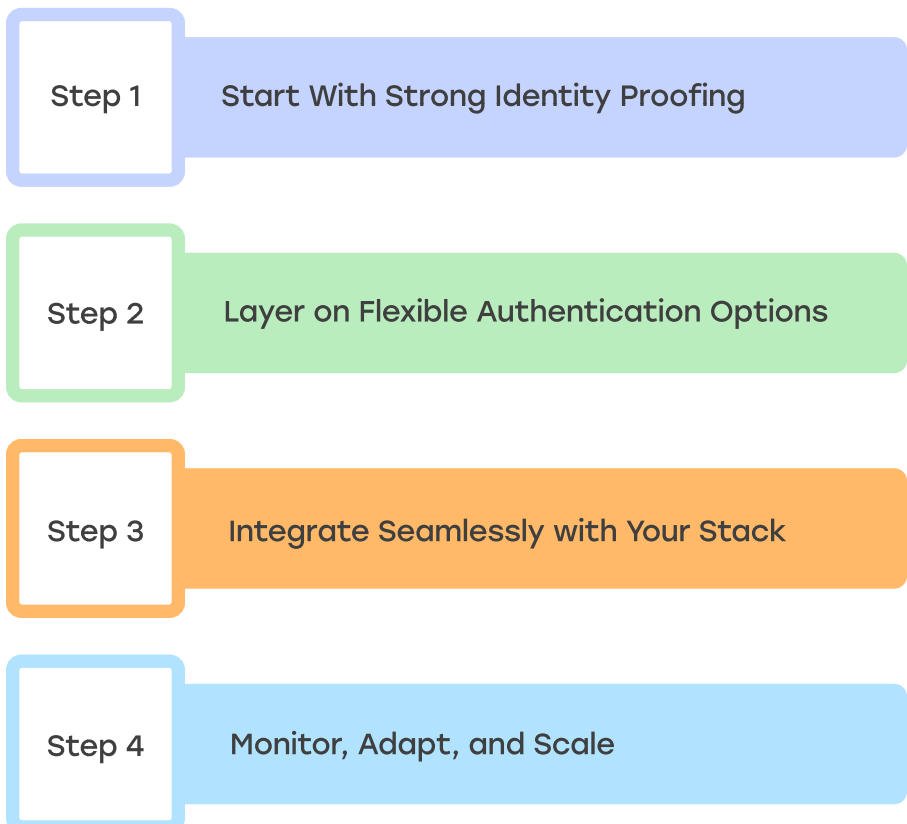 Step 1
Start With Strong Identity Proofing
Step 2
Layer on Flexible Authentication Options
Step 3
Integrate Seamlessly with Your Stack
Step 4
Monitor, Adapt, and Scale